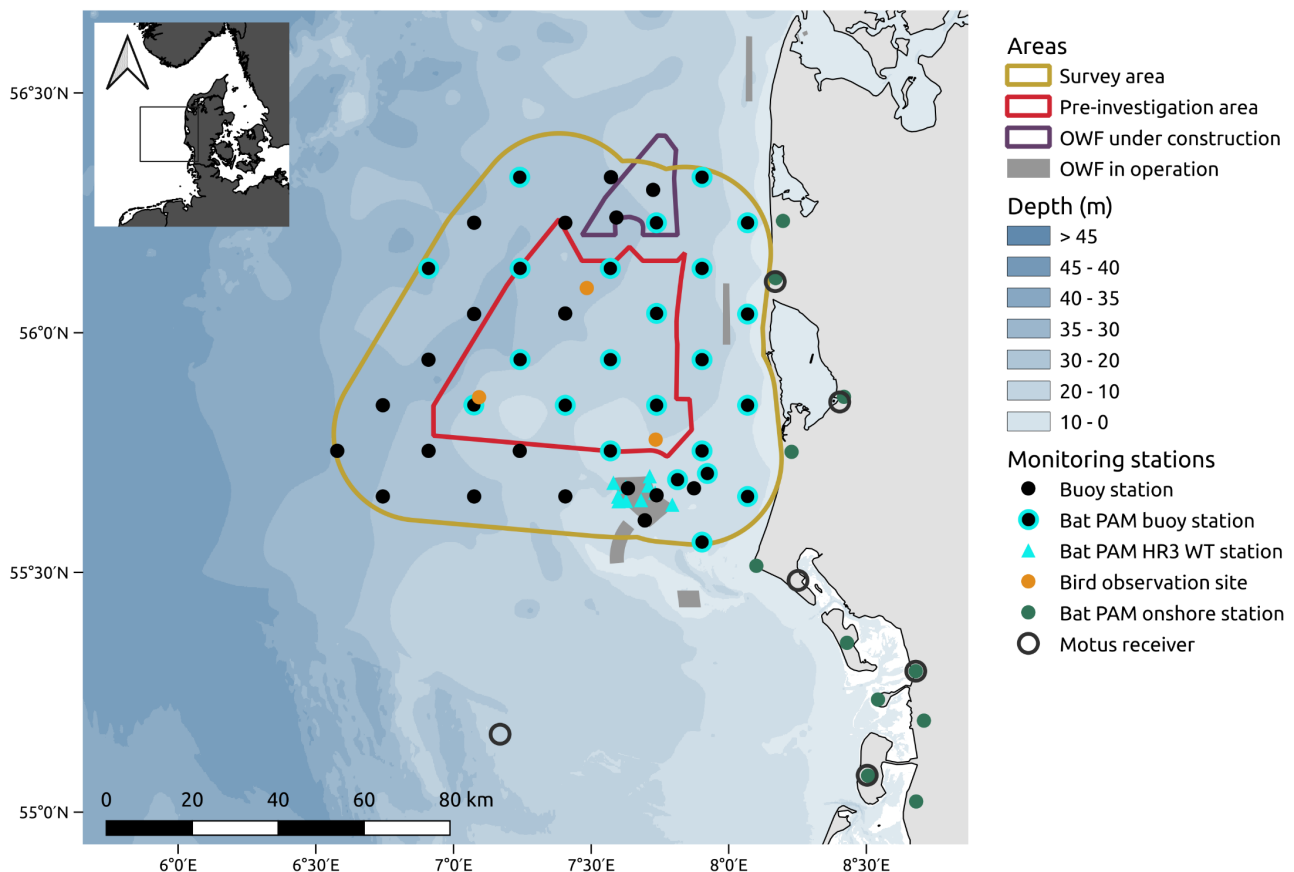 56°30′N
56°0′N
55°30′N
55°0′N
0 20 40 60 80 km
6°0′E 6°30′E 7°0′E 7°30′E 8°0′E 8°30′E
Areas
Survey area
Pre-investigation area
OWF under construction
OWF in operation
Depth (m)
> 45
45 - 40
40 - 35
35 - 30
30 - 20
20 - 10
10 - 0
Monitoring stations
Buoy station
Bat PAM buoy station
Bat PAM HR3 WT station
Bird observation site
Bat PAM onshore station
Motus receiver